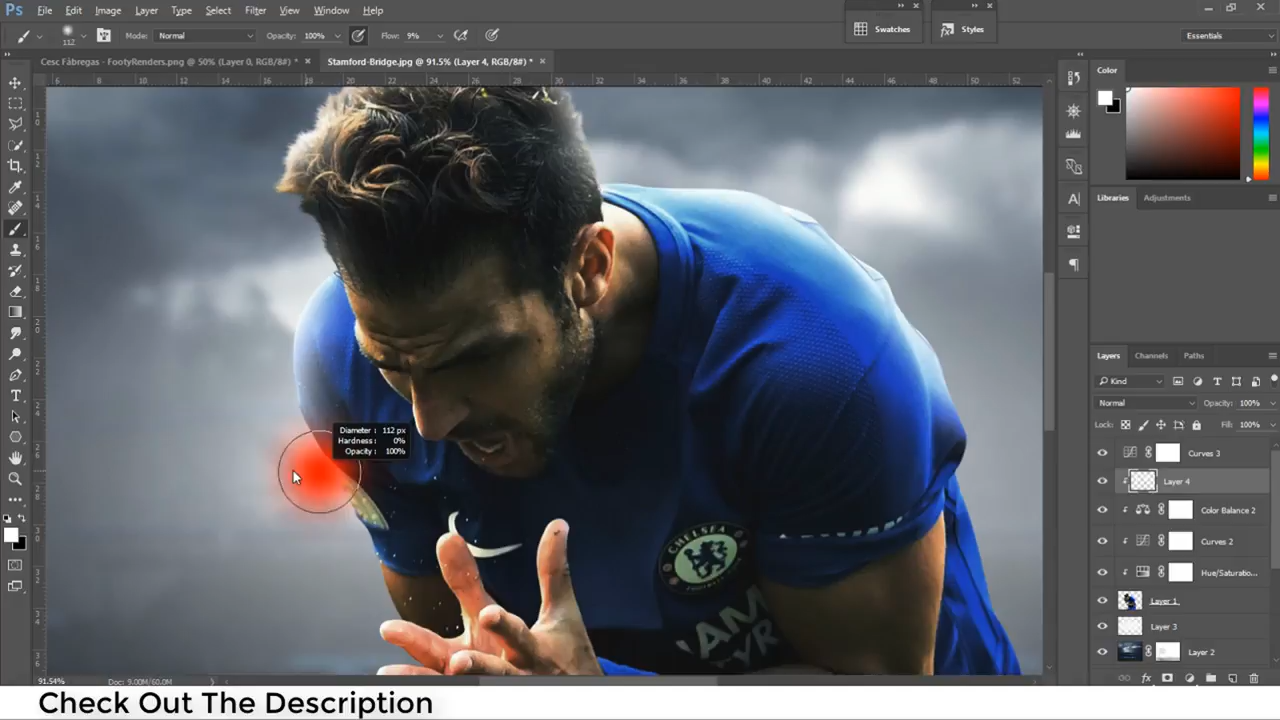 Ps File Edit Image Layer Type Select Filter View Window Help
112 Mode: Normal Opacity: 100% Flow: 9%
Swatches Styles Essentials
Cesc Fàbregas - FootyRenders.png @ 50% (Layer 0, RGB/8#) * × Stamford-Bridge.jpg @ 91.5% (Layer 4, RGB/8#) * ×
Color
Libraries Adjustments
Diameter: 112 px
Hardness: 0%
Opacity: 100%
CHELSEA
Layers Channels Paths
Kind
Normal Opacity: 100%
Lock: Fill: 100%
Curves 3
Layer 4
Color Balance 2
Curves 2
Hue/Saturatio...
Layer 1
Layer 3
Layer 2
91.54% Doc: 9.00M/60.0M
Check Out The Description